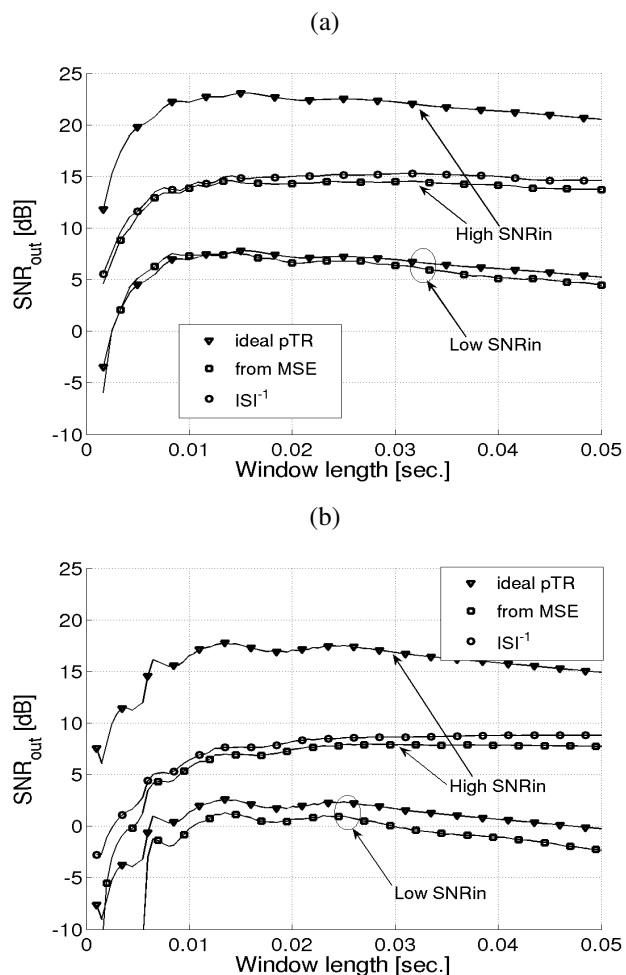 (a)
25
20
15
10
5
0
-5
-10
SNR_out [dB]
High SNRin
Low SNRin
ideal pTR
from MSE
ISI^-1
0 0.01 0.02 0.03 0.04 0.05
Window length [sec.]
(b)
25
20
15
10
5
0
-5
-10
SNR_out [dB]
ideal pTR
from MSE
ISI^-1
High SNRin
Low SNRin
0 0.01 0.02 0.03 0.04 0.05
Window length [sec.]